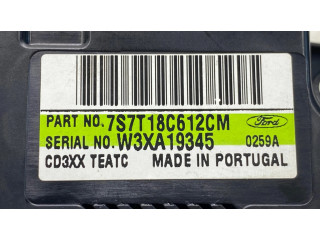 PART NO. 7S7T18C612CM Ford
SERIAL NO. W3XA19345 0259A
CD3XX TEATC MADE IN PORTUGAL